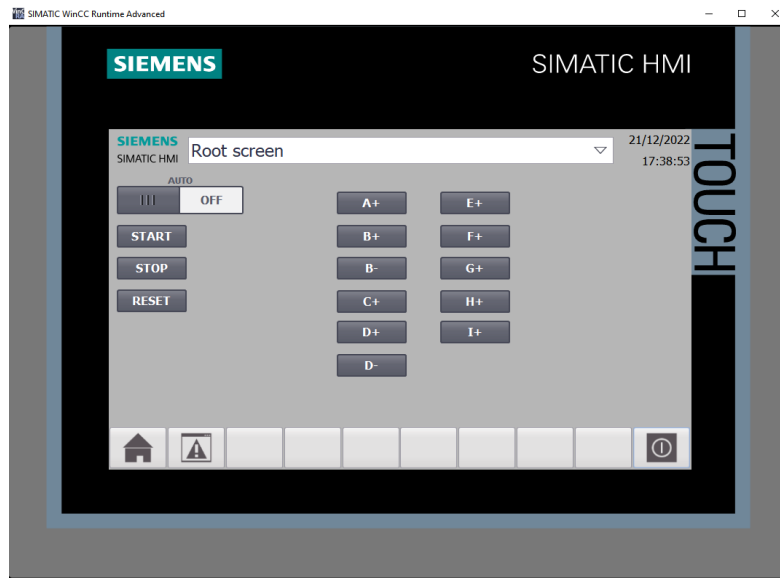 SIMATIC WinCC Runtime Advanced
SIEMENS
SIMATIC HMI
SIEMENS
SIMATIC HMI
Root screen
21/12/2022
17:38:53
TOUCH
AUTO
OFF
A+ E+
START B+ F+
STOP B- G+
RESET C+ H+
D+ I+
D-